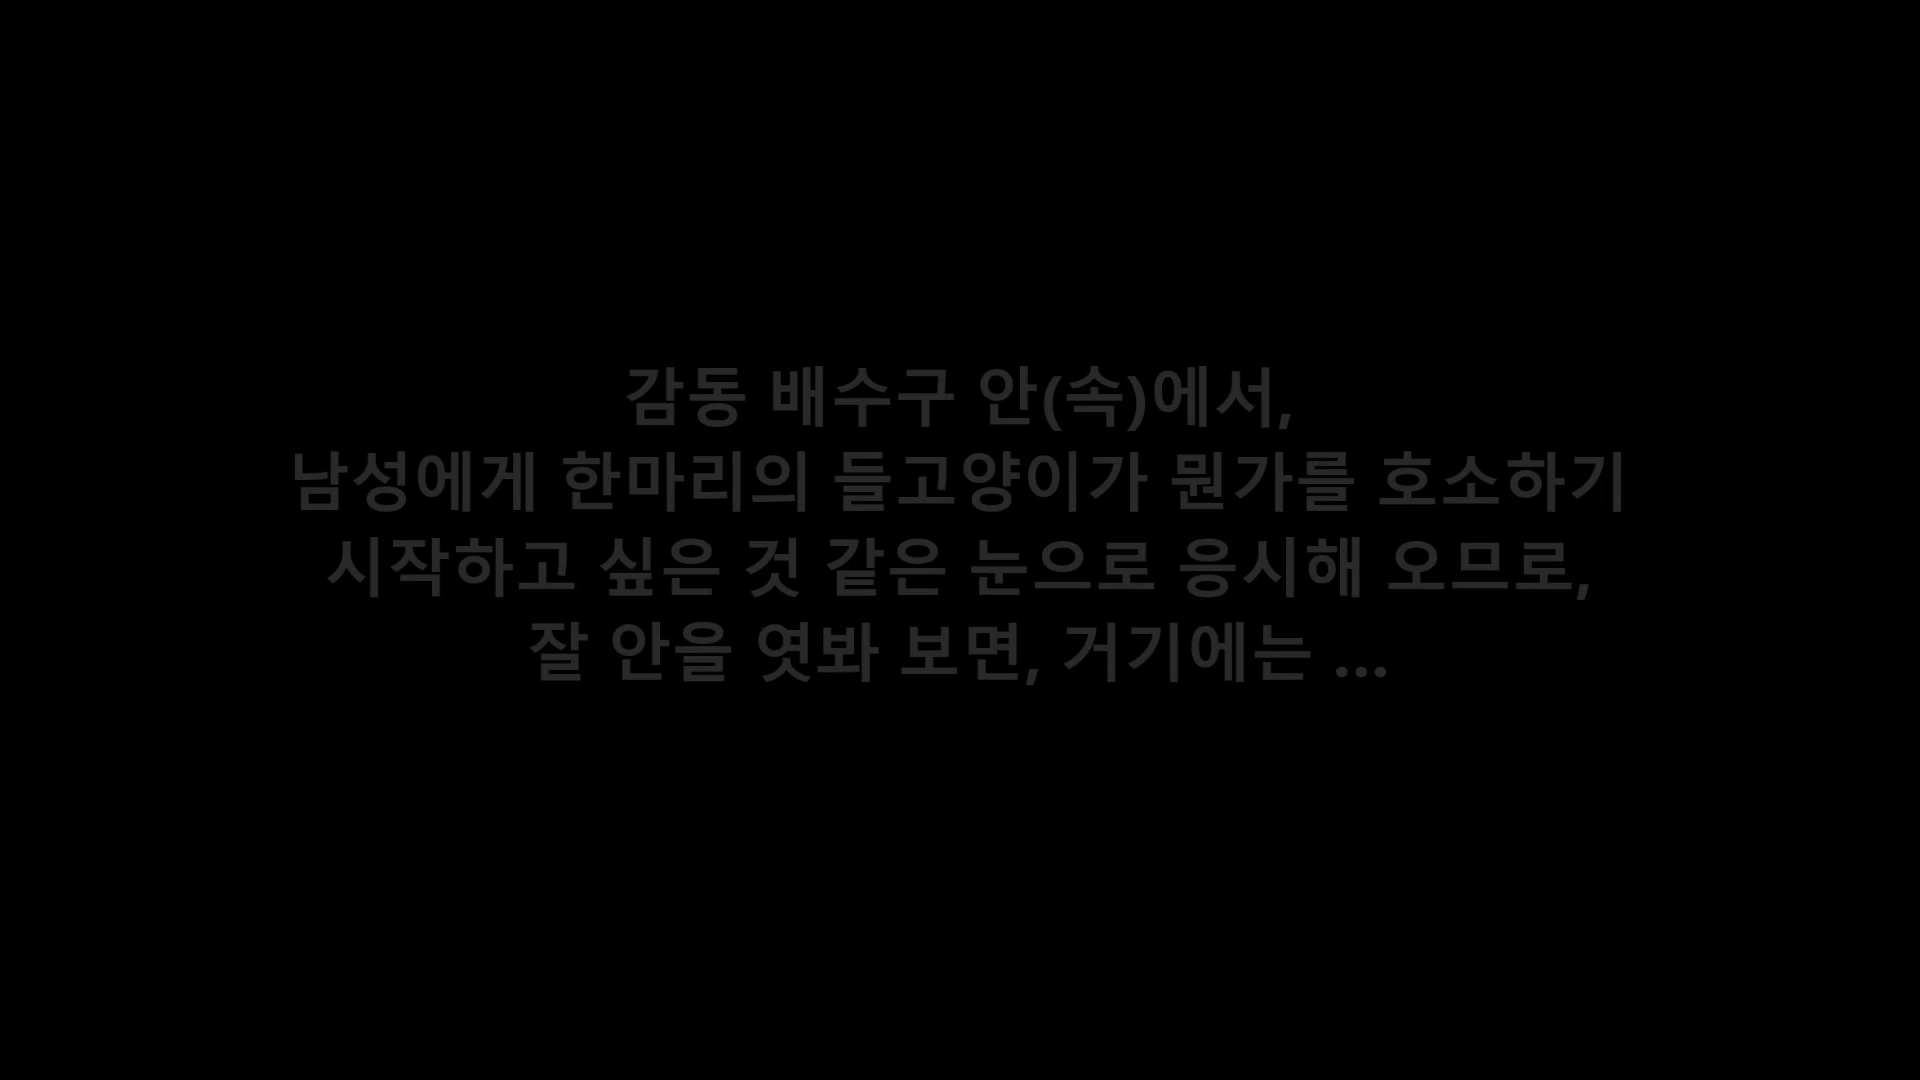 감동 배수구 안(속)에서,
남성에게 한마리의 들고양이가 뭔가를 호소하기
시작하고 싶은 것 같은 눈으로 응시해 오므로,
잘 안을 엿봐 보면, 거기에는 ...